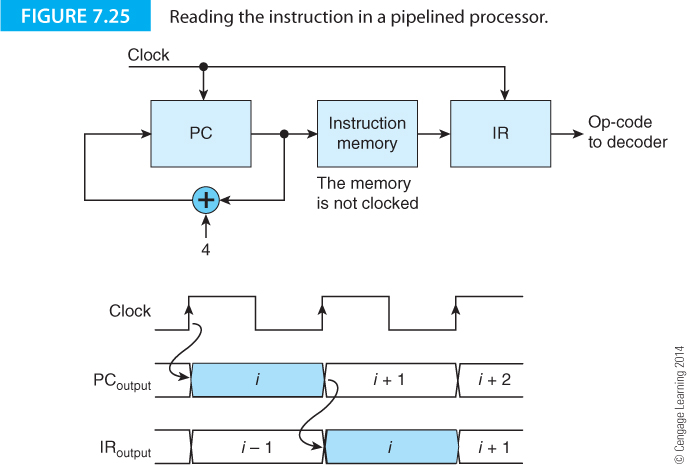 FIGURE 7.25 Reading the instruction in a pipelined processor.
Clock
PC
Instruction
memory
IR
Op-code
to decoder
The memory
is not clocked
+
4
Clock
PCoutput
i
i + 1
i + 2
IRoutput
i – 1
i
i + 1
© Cengage Learning 2014